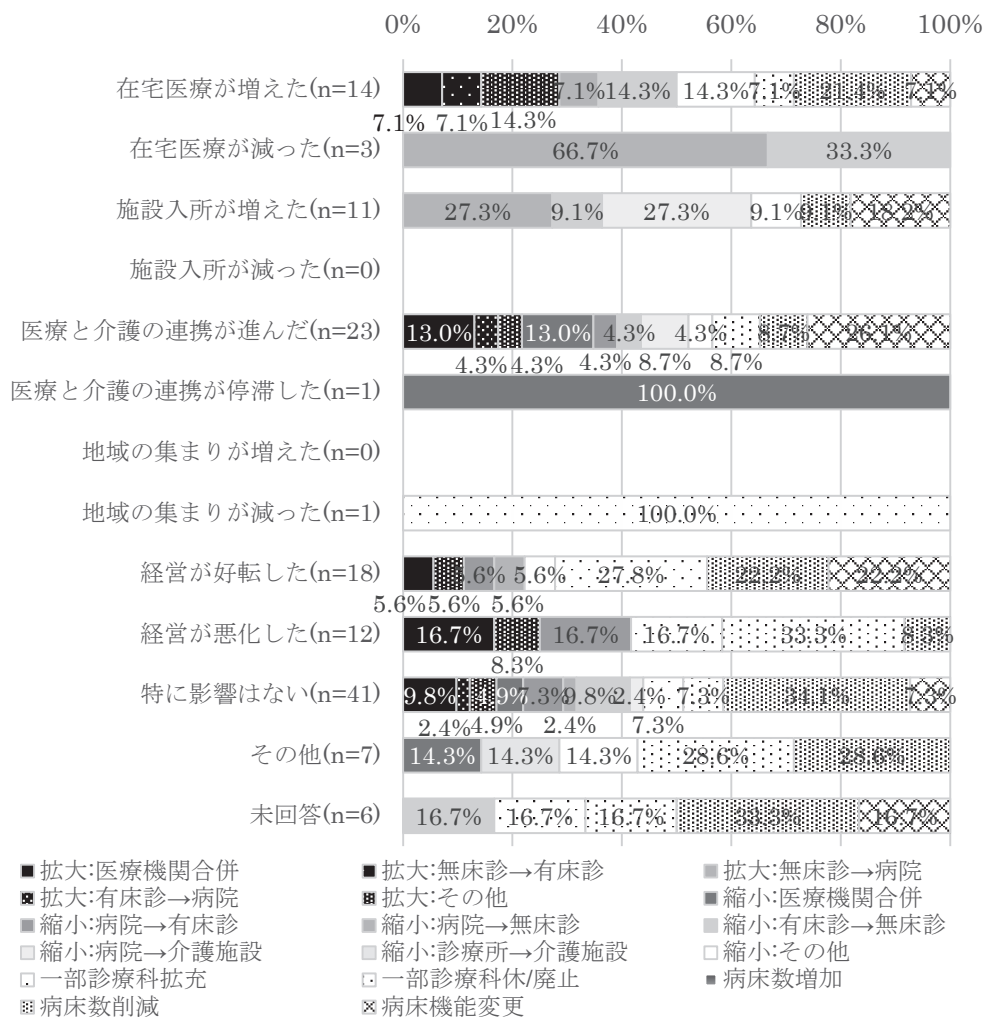 0% 20% 40% 60% 80% 100%
在宅医療が増えた(n=14)
7.1% 14.3% 14.3% 7.1% 21.4% 7.1%
7.1% 7.1% 14.3%
在宅医療が減った(n=3)
66.7% 33.3%
施設入所が増えた(n=11)
27.3% 9.1% 27.3% 9.1% 9.1% 18.2%
施設入所が減った(n=0)
医療と介護の連携が進んだ(n=23)
13.0% 13.0% 4.3% 4.3% 8.7% 26.1%
4.3% 4.3% 4.3% 8.7% 8.7%
医療と介護の連携が停滞した(n=1)
100.0%
地域の集まりが増えた(n=0)
地域の集まりが減った(n=1)
100.0%
経営が好転した(n=18)
5.6% 5.6% 27.8% 22.2% 22.2%
5.6% 5.6% 5.6%
経営が悪化した(n=12)
16.7% 16.7% 16.7% 33.3% 8.3%
8.3%
特に影響はない(n=41)
9.8% 4.9% 7.3% 9.8% 2.4% 7.3% 34.1% 7.3%
2.4% 4.9% 2.4% 7.3%
その他(n=7)
14.3% 14.3% 14.3% 28.6% 28.6%
未回答(n=6)
16.7% 16.7% 16.7% 33.3% 16.7%
拡大:医療機関合併 拡大:無床診→有床診 拡大:無床診→病院
拡大:有床診→病院 拡大:その他 縮小:医療機関合併
縮小:病院→有床診 縮小:病院→無床診 縮小:有床診→無床診
縮小:病院→介護施設 縮小:診療所→介護施設 縮小:その他
一部診療科拡充 一部診療科休/廃止 病床数増加
病床数削減 病床機能変更